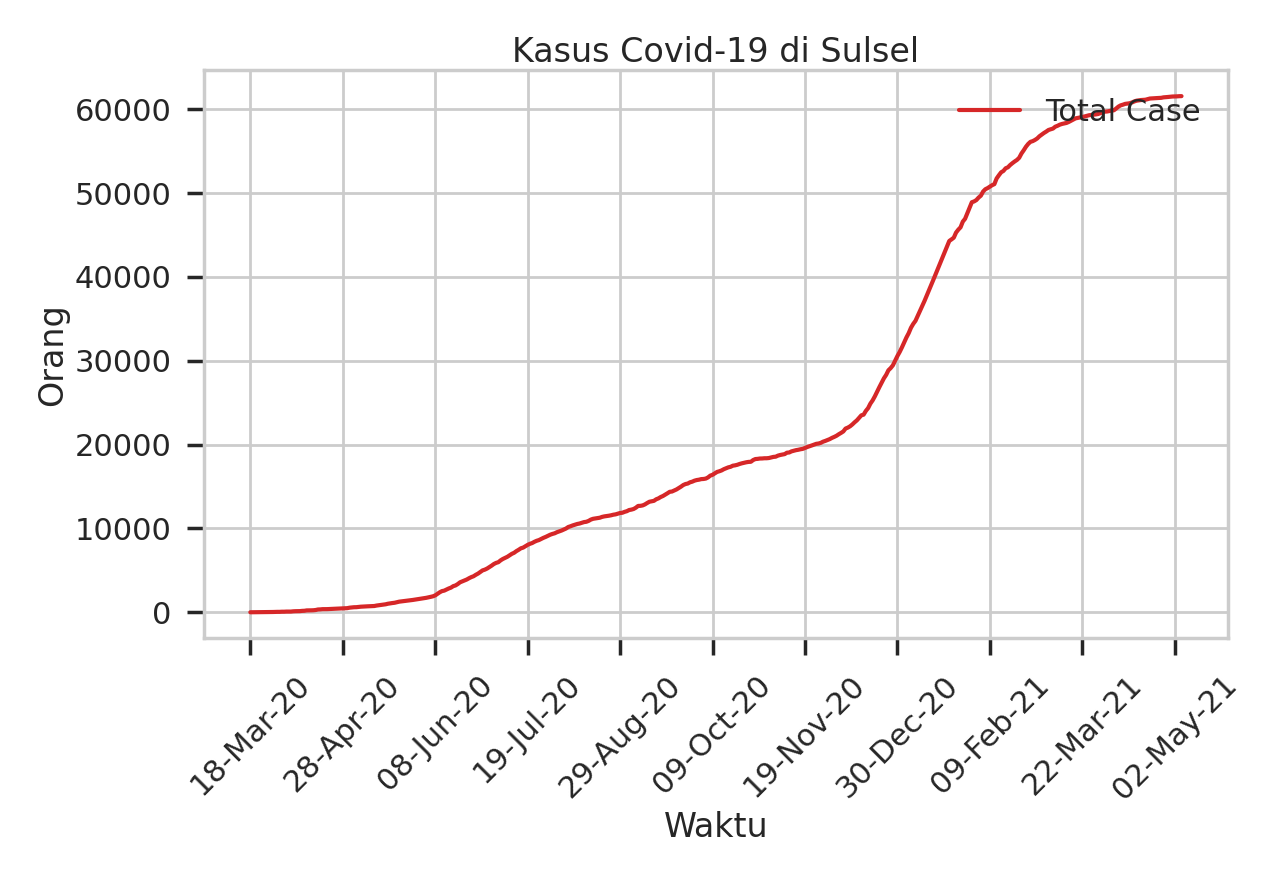 Kasus Covid-19 di Sulsel
Total Case
60000
50000
40000
30000
20000
10000
0
Orang
18-Mar-20
28-Apr-20
08-Jun-20
19-Jul-20
29-Aug-20
09-Oct-20
19-Nov-20
30-Dec-20
09-Feb-21
22-Mar-21
02-May-21
Waktu